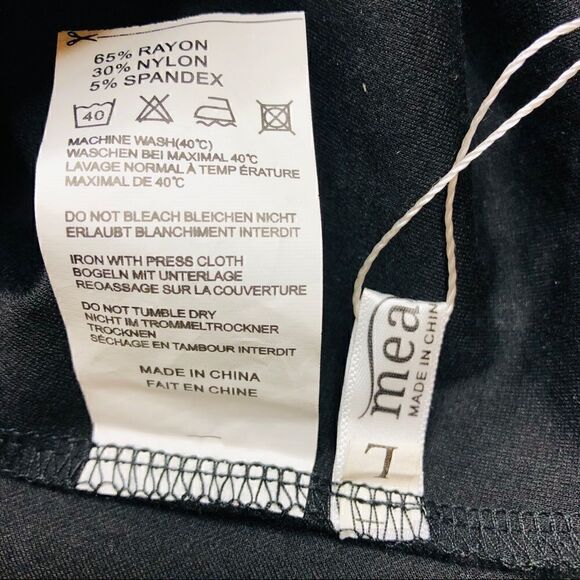 65% RAYON
30% NYLON
5% SPANDEX
40
MACHINE WASH(40°C)
WASCHEN BEI MAXIMAL 40°C
LAVAGE NORMAL À TEMP ÉRATURE
MAXIMAL DE 40°C
DO NOT BLEACH BLEICHEN NICHT
ERLAUBT BLANCHIMENT INTERDIT
IRON WITH PRESS CLOTH
BOGELN MIT UNTERLAGE
REOASSAGE SUR LA COUVERTURE
DO NOT TUMBLE DRY
NICHT IM TROMMELTROCKNER
TROCKNEN
SÉCHAGE EN TAMBOUR INTERDIT
MADE IN CHINA
FAIT EN CHINE
mea
MADE IN CHIN
L